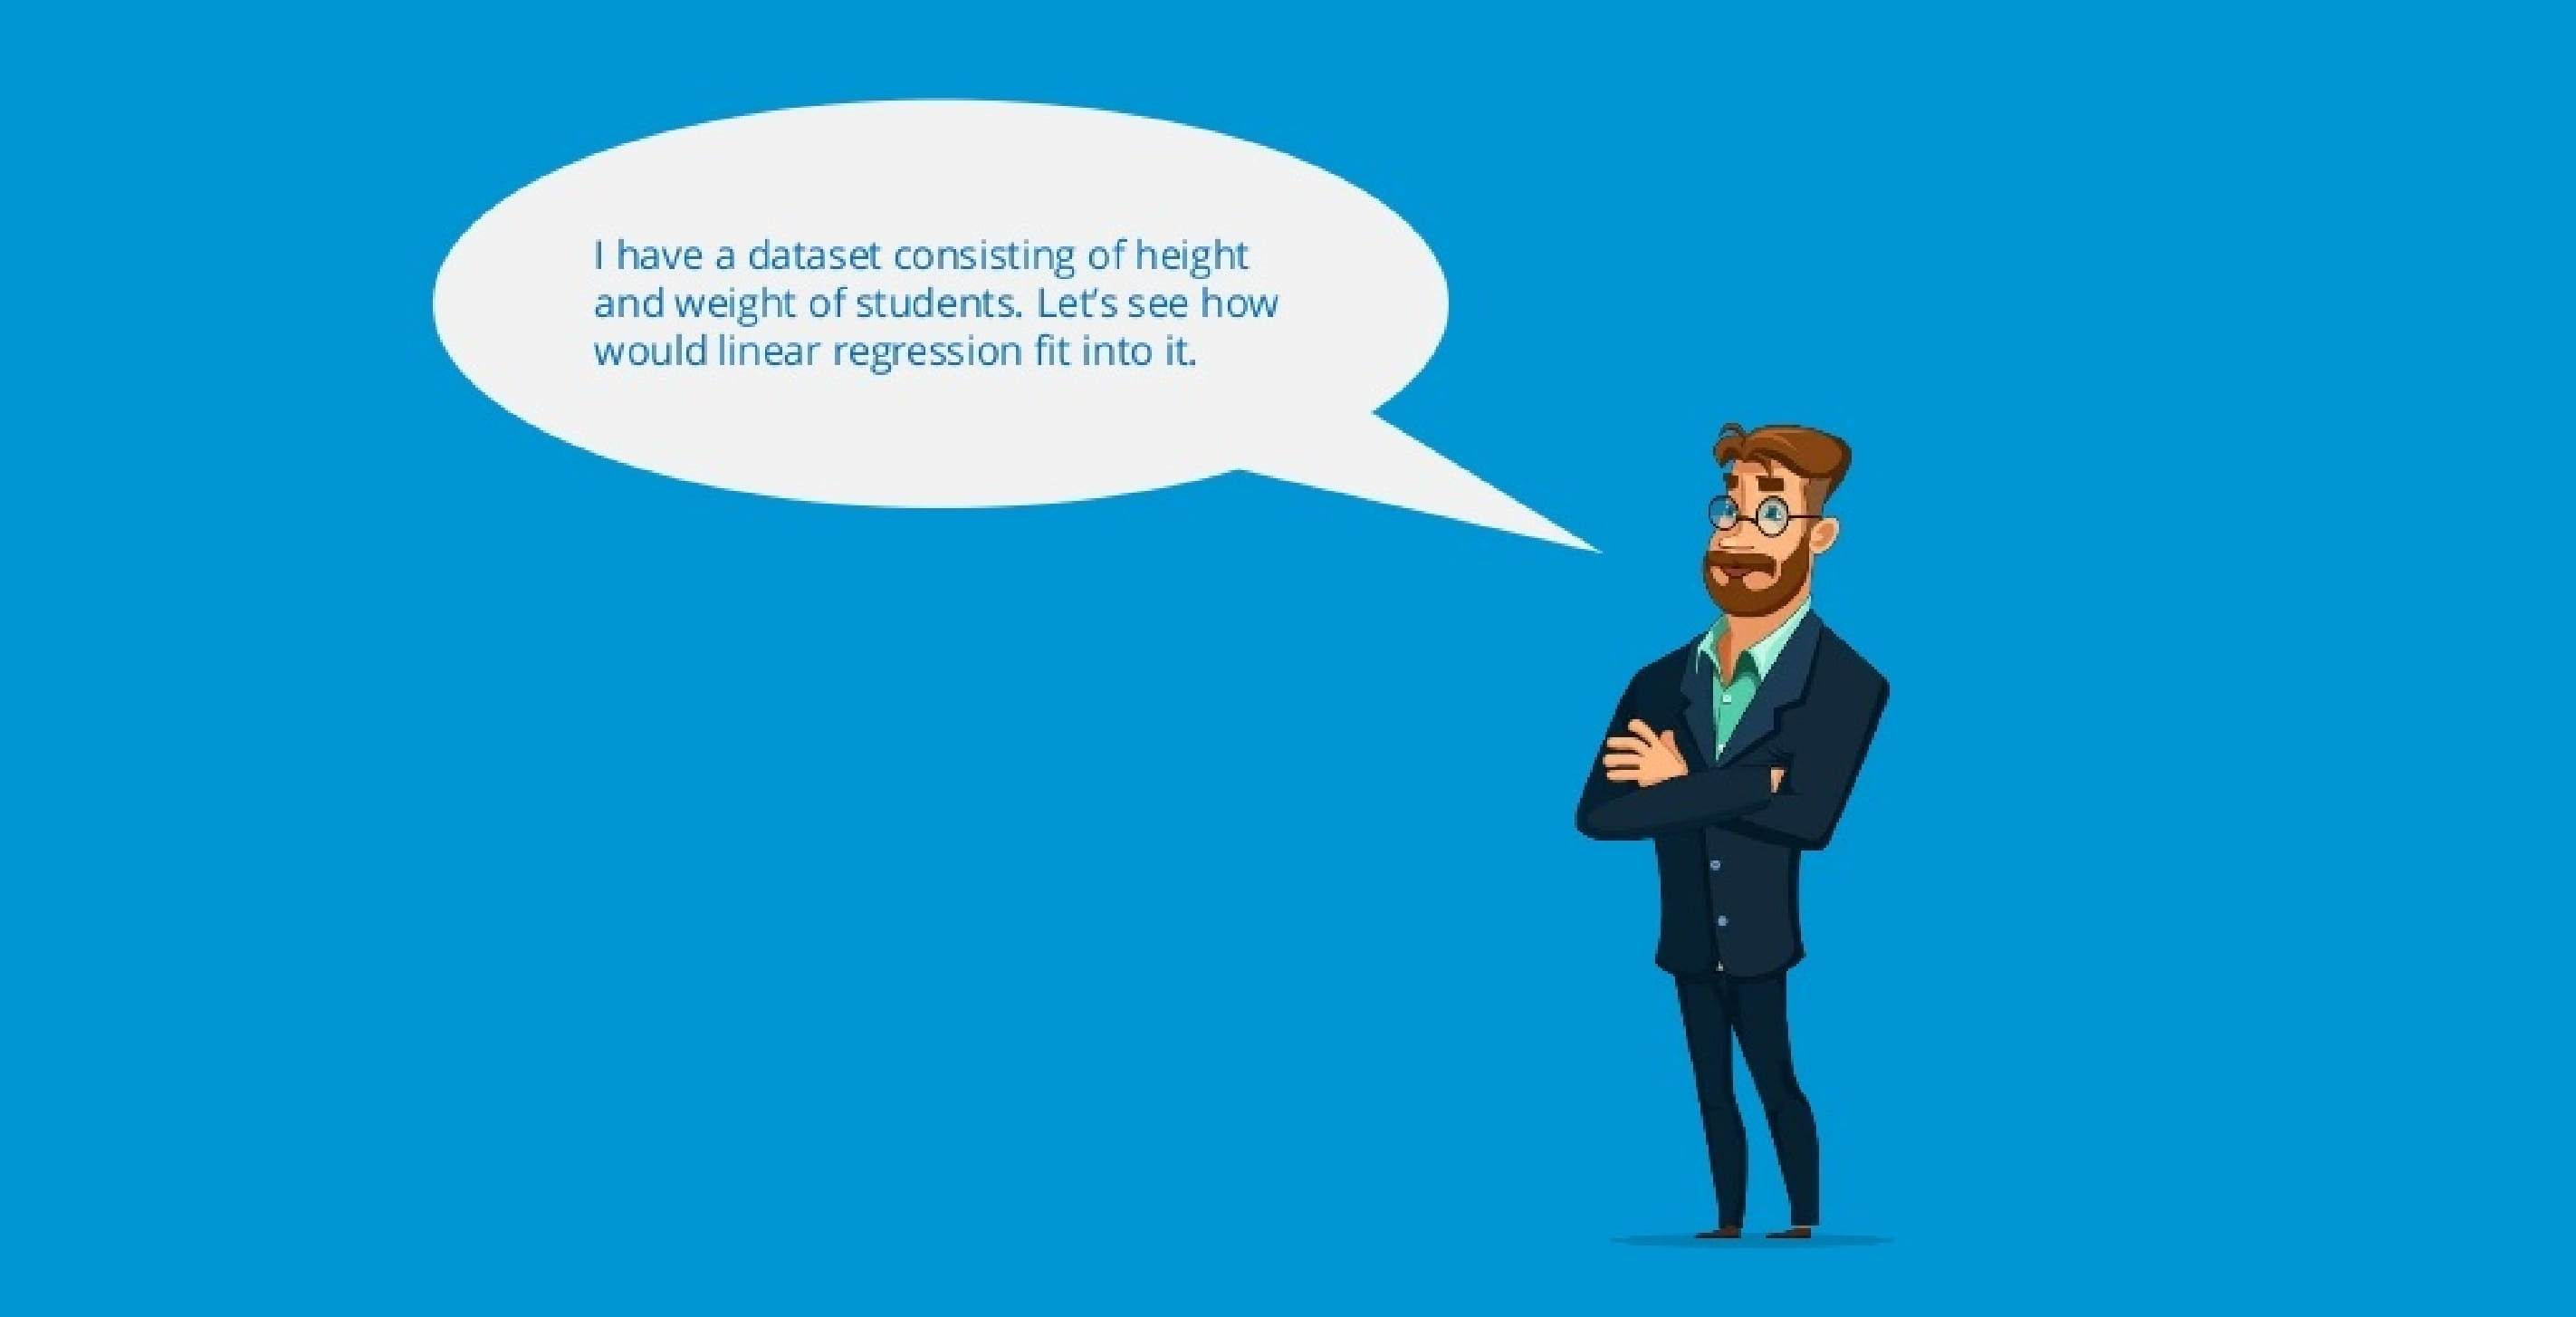 I have a dataset consisting of height
and weight of students. Let’s see how
would linear regression fit into it.